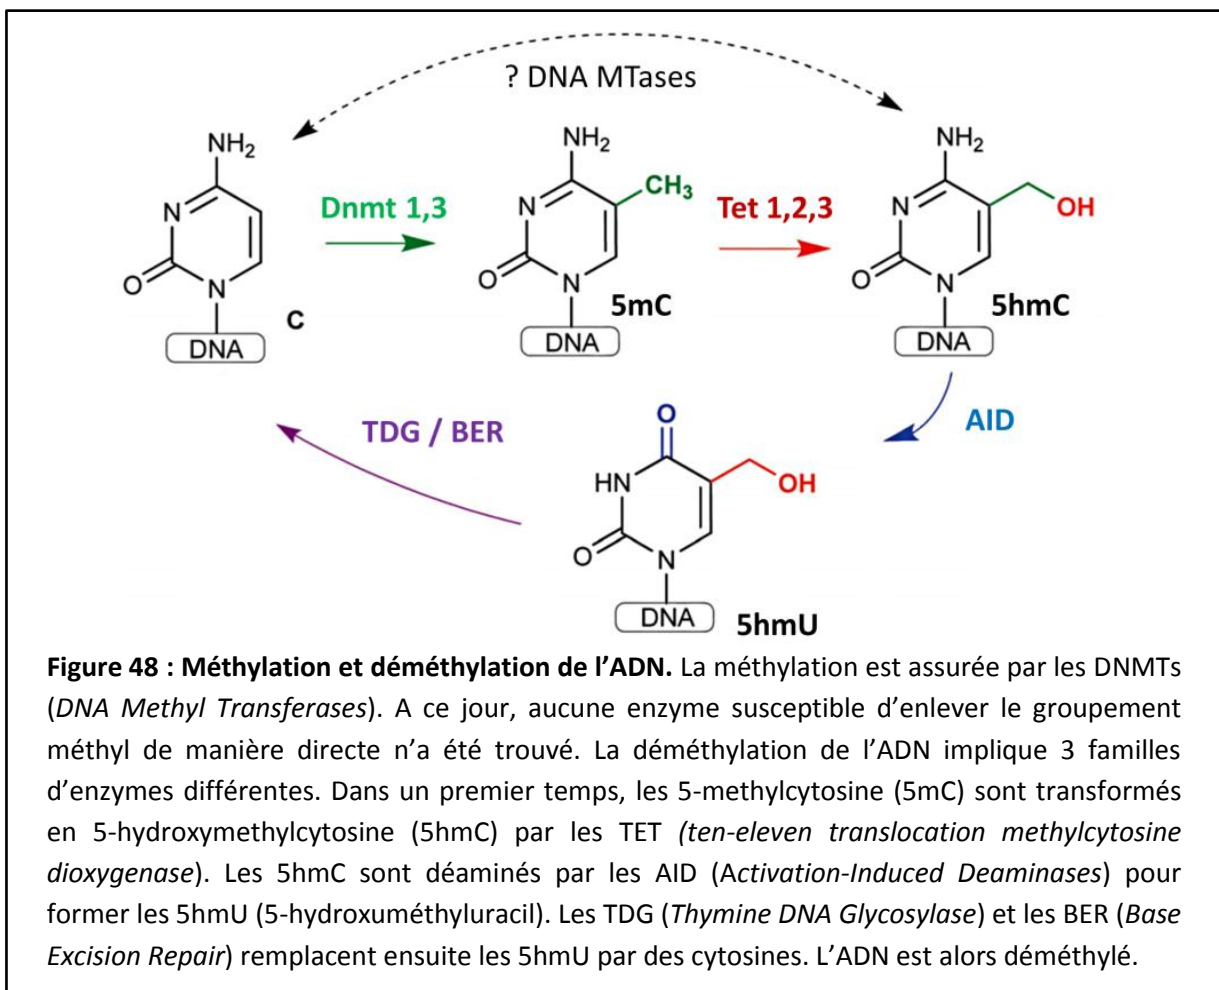 ? DNA MTases
NH2
N
O
N
DNA
C
Dnmt 1,3
NH2
CH3
N
O
N
DNA
5mC
Tet 1,2,3
NH2
OH
N
O
N
DNA
5hmC
AID
TDG / BER
O
HN
OH
O
N
DNA
5hmU
Figure 48 : Méthylation et déméthylation de l’ADN. La méthylation est assurée par les DNMTs
(DNA Methyl Transferases). A ce jour, aucune enzyme susceptible d’enlever le groupement
méthyl de manière directe n’a été trouvé. La déméthylation de l’ADN implique 3 familles
d’enzymes différentes. Dans un premier temps, les 5-methylcytosine (5mC) sont transformés
en 5-hydroxymethylcytosine (5hmC) par les TET (ten-eleven translocation methylcytosine
dioxygenase). Les 5hmC sont déaminés par les AID (Activation-Induced Deaminases) pour
former les 5hmU (5-hydroxuméthyluracil). Les TDG (Thymine DNA Glycosylase) et les BER (Base
Excision Repair) remplacent ensuite les 5hmU par des cytosines. L’ADN est alors déméthylé.